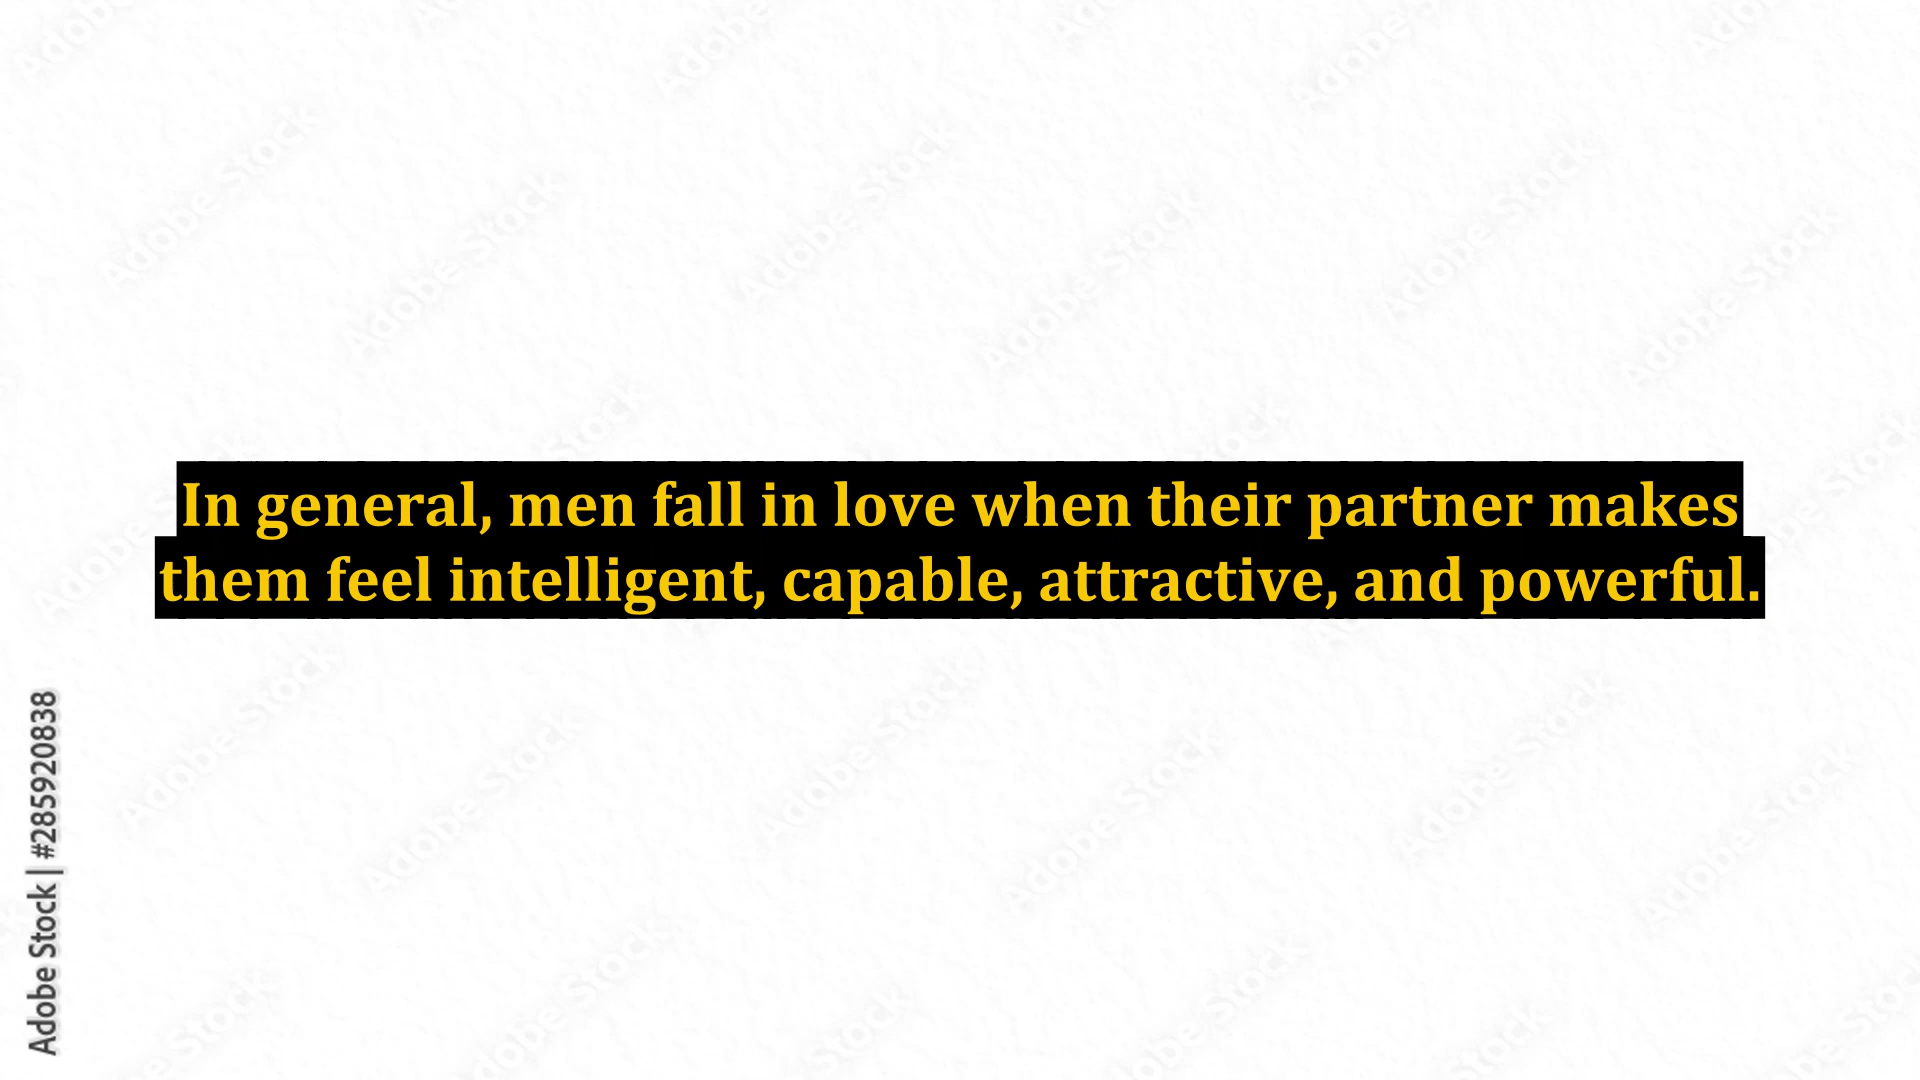 In general, men fall in love when their partner makes
them feel intelligent, capable, attractive, and powerful.
Adobe Stock | #285920838